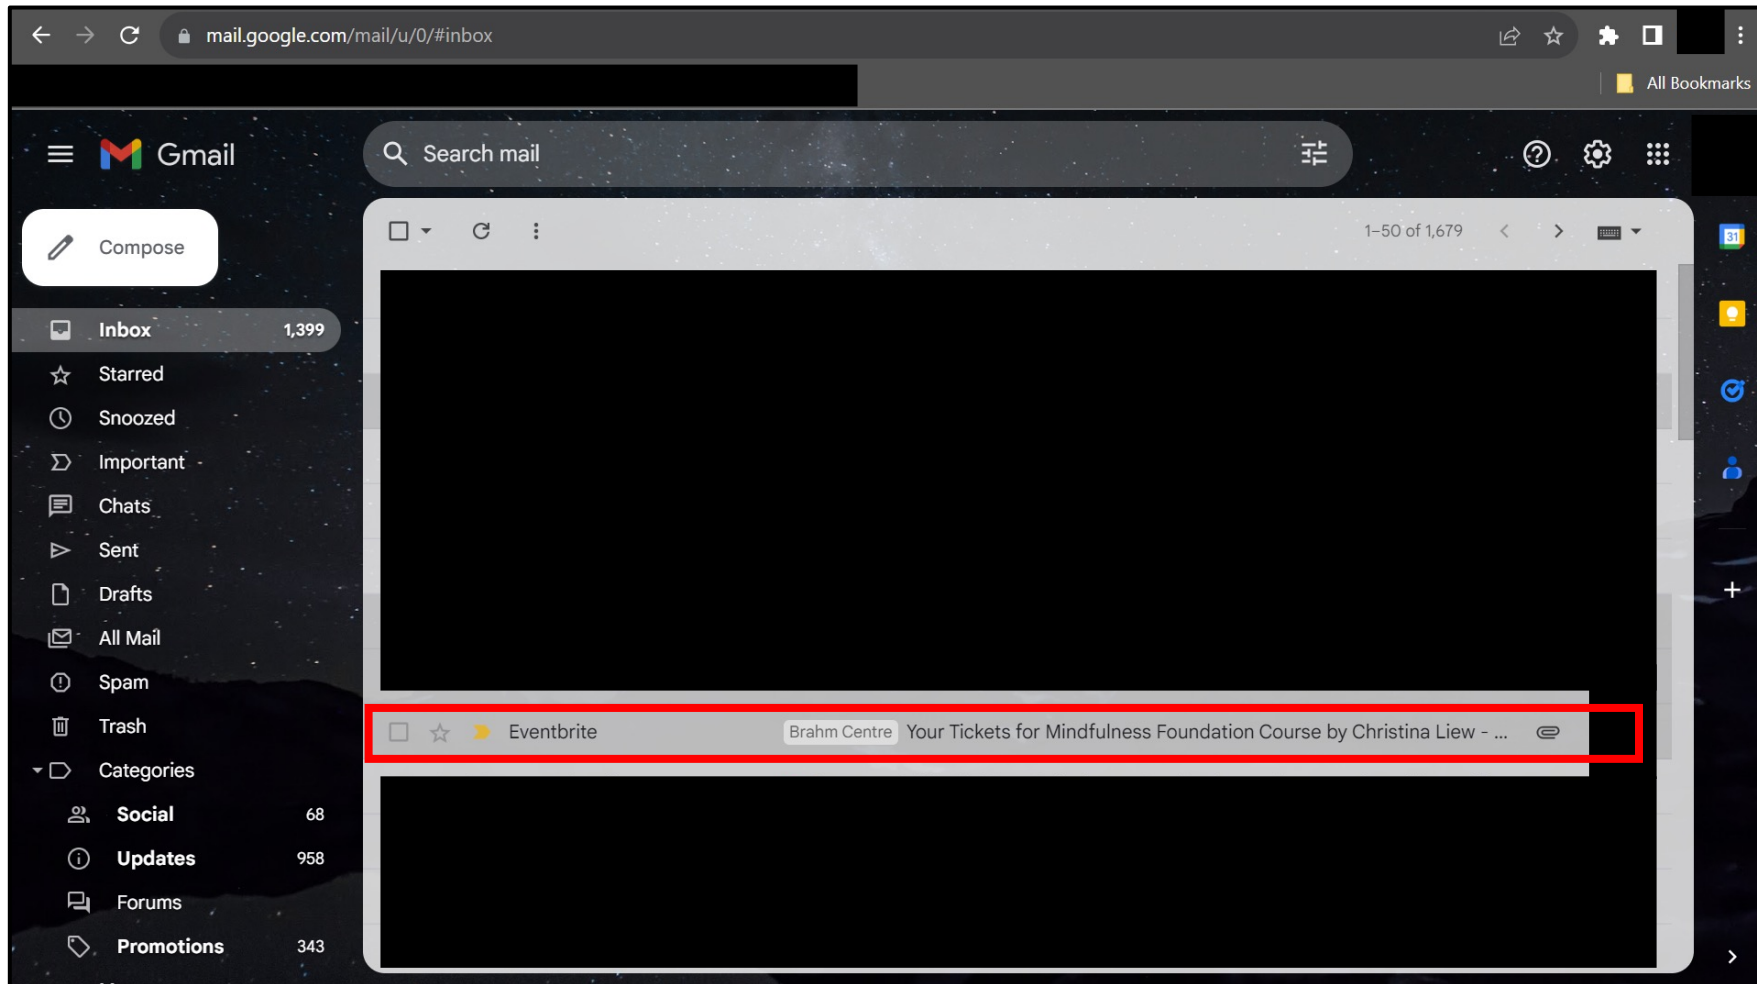 mail.google.com/mail/u/0/#inbox
All Bookmarks
Gmail
Search mail
Compose
1–50 of 1,679
31
Inbox 1,399
Starred
Snoozed
Important
Chats
Sent
Drafts
All Mail
Spam
Trash
Eventbrite Brahm Centre Your Tickets for Mindfulness Foundation Course by Christina Liew - ...
Categories
Social 68
Updates 958
Forums
Promotions 343